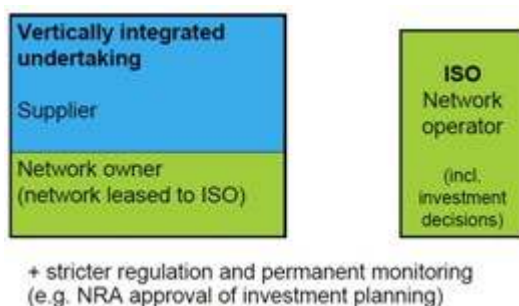 Vertically integrated
undertaking
Supplier
Network owner
(network leased to ISO)
ISO
Network
operator
(incl.
investment
decisions)
+ stricter regulation and permanent monitoring
(e.g. NRA approval of investment planning)